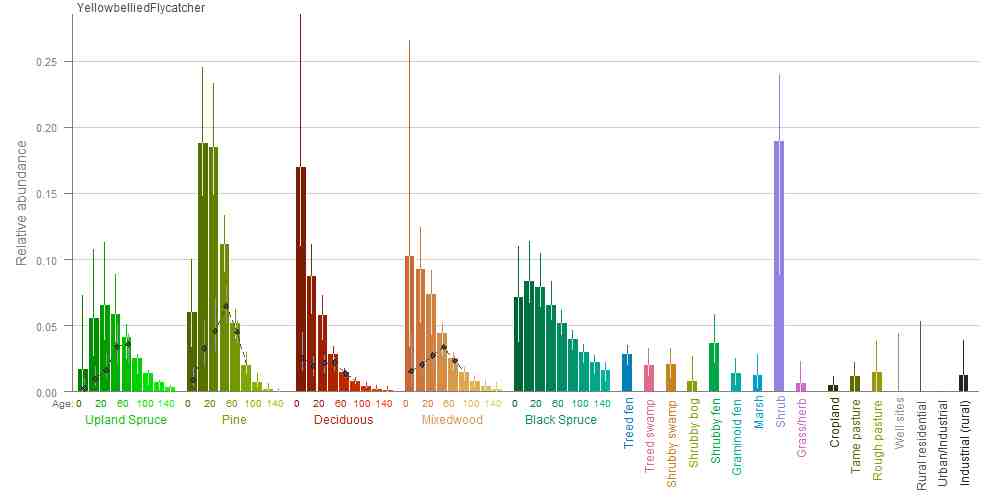 YellowbelliedFlycatcher
Relative abundance
0.25
0.20
0.15
0.10
0.05
0.00
Age: 0 20 60 100 140 0 20 60 100 140 0 20 60 100 140 0 20 60 100 140 0 20 60 100 140
Upland Spruce Pine Deciduous Mixedwood Black Spruce
Treed fen
Treed swamp
Shrubby swamp
Shrubby bog
Shrubby fen
Graminoid fen
Marsh
Shrub
Grass/herb
Cropland
Tame pasture
Rough pasture
Well sites
Rural residential
Urban/Industrial
Industrial (rural)